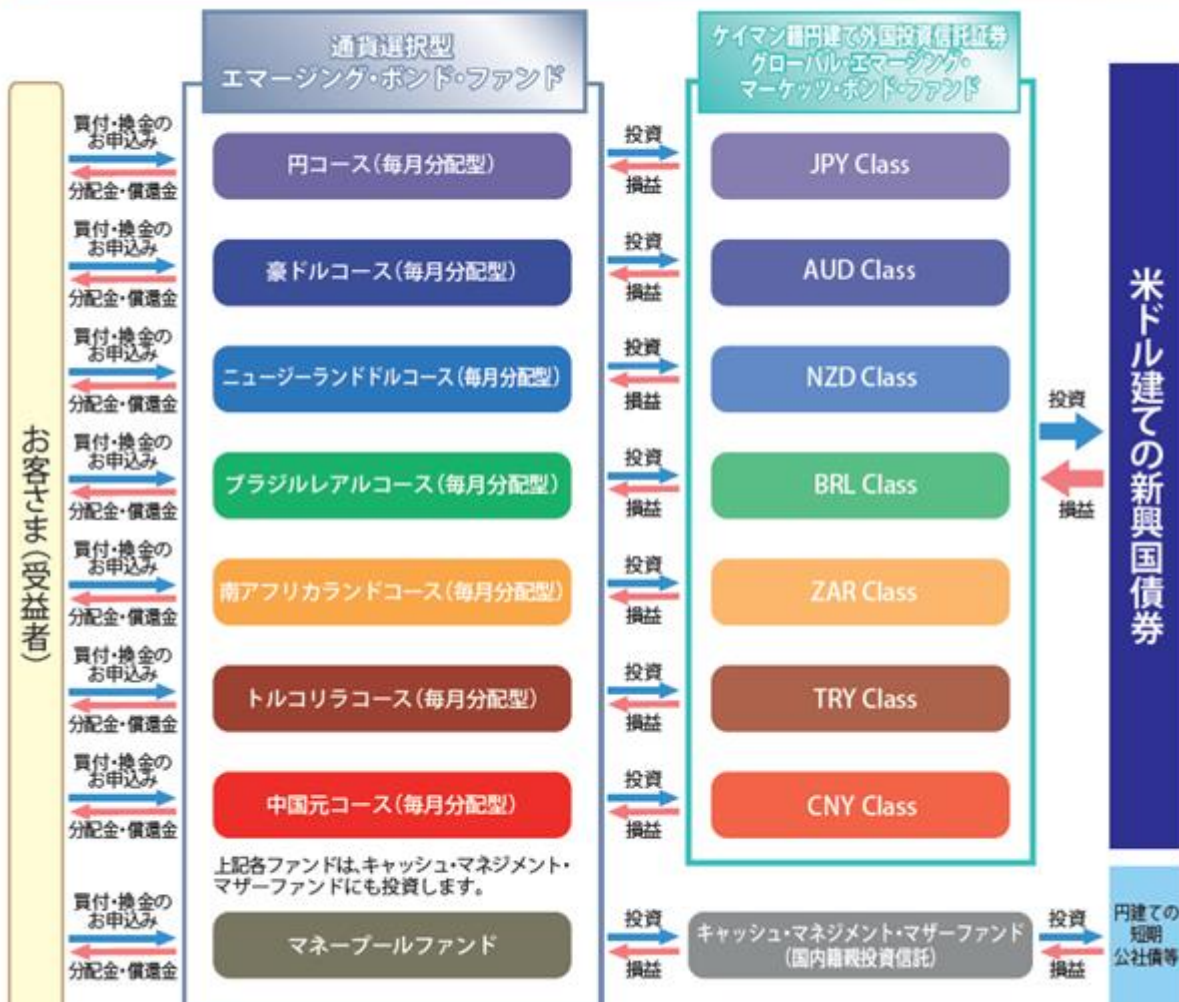 通貨選択型
エマージング・ボンド・ファンド
ケイマン籍円建て外国投資信託証券
グローバル・エマージング・
マーケッツ・ボンド・ファンド
お客さま(受益者)
買付・換金の
お申込み
分配金・償還金
円コース(毎月分配型)
投資
損益
JPY Class
買付・換金の
お申込み
分配金・償還金
豪ドルコース(毎月分配型)
投資
損益
AUD Class
買付・換金の
お申込み
分配金・償還金
ニュージーランドドルコース(毎月分配型)
投資
損益
NZD Class
買付・換金の
お申込み
分配金・償還金
ブラジルレアルコース(毎月分配型)
投資
損益
BRL Class
買付・換金の
お申込み
分配金・償還金
南アフリカランドコース(毎月分配型)
投資
損益
ZAR Class
買付・換金の
お申込み
分配金・償還金
トルコリラコース(毎月分配型)
投資
損益
TRY Class
買付・換金の
お申込み
分配金・償還金
中国元コース(毎月分配型)
投資
損益
CNY Class
投資
損益
米ドル建ての新興国債券
上記各ファンドは、キャッシュ・マネジメント・
マザーファンドにも投資します。
買付・換金の
お申込み
分配金・償還金
マネープールファンド
投資
損益
キャッシュ・マネジメント・マザーファンド
(国内籍親投資信託)
投資
損益
円建ての
短期
公社債等